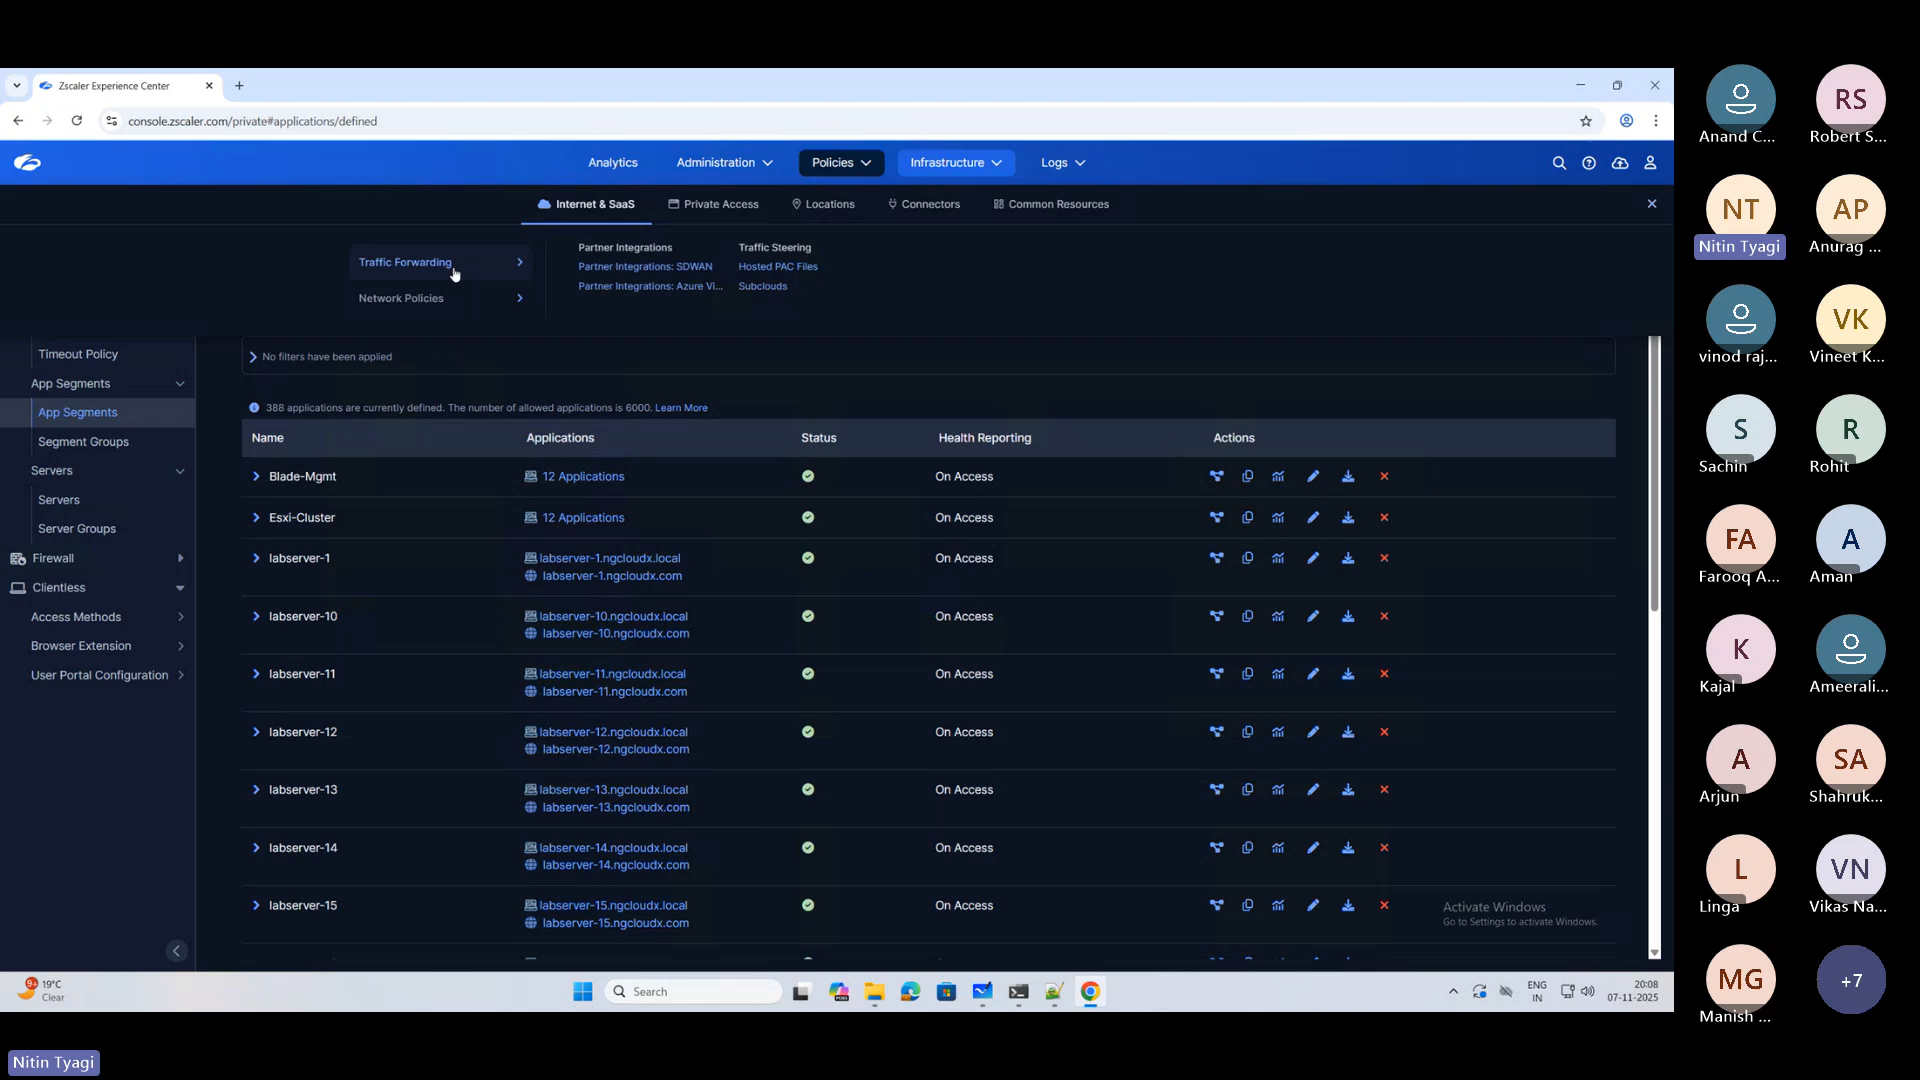 Zscaler Experience Center
console.zscaler.com/private#applications/defined
Analytics Administration Policies Infrastructure Logs
Internet & SaaS Private Access Locations Connectors Common Resources
Traffic Forwarding
Network Policies
Partner Integrations
Partner Integrations: SDWAN
Partner Integrations: Azure Vi...
Traffic Steering
Hosted PAC Files
Subclouds
Timeout Policy
App Segments
App Segments
Segment Groups
Servers
Servers
Server Groups
Firewall
Clientless
Access Methods
Browser Extension
User Portal Configuration
No filters have been applied
388 applications are currently defined. The number of allowed applications is 6000. Learn More
Name Applications Status Health Reporting Actions
Blade-Mgmt 12 Applications On Access
Esxi-Cluster 12 Applications On Access
labserver-1 labserver-1.ngcloudx.local On Access
labserver-1.ngcloudx.com
labserver-10 labserver-10.ngcloudx.local On Access
labserver-10.ngcloudx.com
labserver-11 labserver-11.ngcloudx.local On Access
labserver-11.ngcloudx.com
labserver-12 labserver-12.ngcloudx.local On Access
labserver-12.ngcloudx.com
labserver-13 labserver-13.ngcloudx.local On Access
labserver-13.ngcloudx.com
labserver-14 labserver-14.ngcloudx.local On Access
labserver-14.ngcloudx.com
labserver-15 labserver-15.ngcloudx.local On Access
labserver-15.ngcloudx.com
Activate Windows
Go to Settings to activate Windows.
19°C
Clear
Search
ENG
IN
20:08
07-11-2025
Anand C...
RS
Robert S...
NT
Nitin Tyagi
AP
Anurag ...
vinod raj...
VK
Vineet K...
S
Sachin
R
Rohit
FA
Farooq A...
A
Aman
K
Kajal
Ameerali...
A
Arjun
SA
Shahruk...
L
Linga
VN
Vikas Na...
MG
Manish ...
+7
Nitin Tyagi